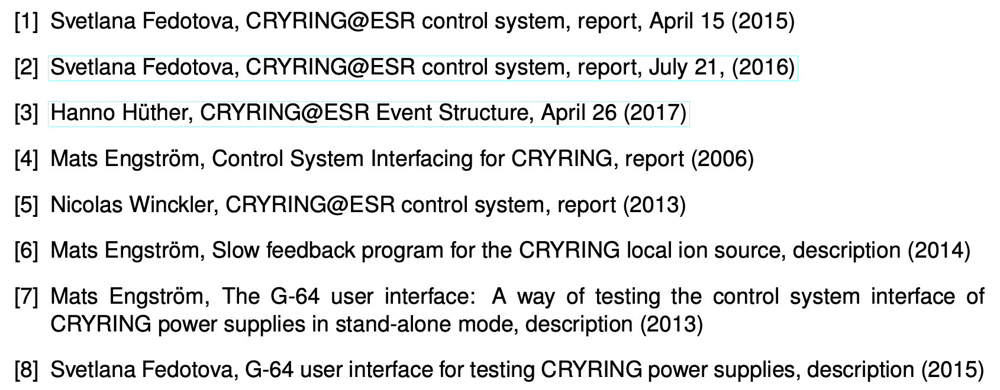 [1] Svetlana Fedotova, CRYRING@ESR control system, report, April 15 (2015)
[2] Svetlana Fedotova, CRYRING@ESR control system, report, July 21, (2016)
[3] Hanno Hüther, CRYRING@ESR Event Structure, April 26 (2017)
[4] Mats Engström, Control System Interfacing for CRYRING, report (2006)
[5] Nicolas Winckler, CRYRING@ESR control system, report (2013)
[6] Mats Engström, Slow feedback program for the CRYRING local ion source, description (2014)
[7] Mats Engström, The G-64 user interface: A way of testing the control system interface of
CRYRING power supplies in stand-alone mode, description (2013)
[8] Svetlana Fedotova, G-64 user interface for testing CRYRING power supplies, description (2015)